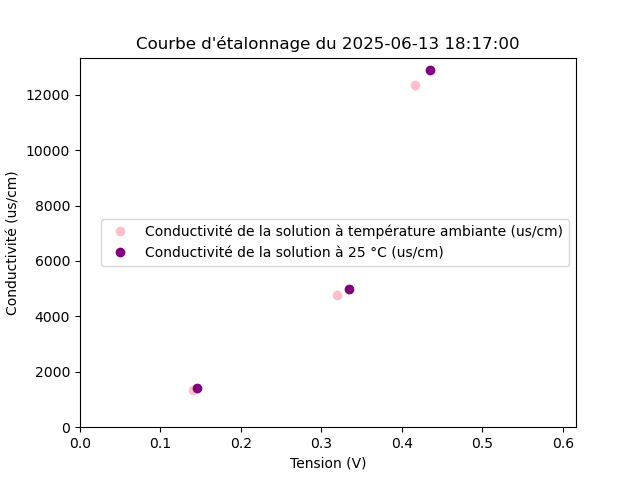 Courbe d'étalonnage du 2025-06-13 18:17:00
12000
10000
8000
6000
4000
2000
0
Conductivité (us/cm)
Conductivité de la solution à température ambiante (us/cm)
Conductivité de la solution à 25 °C (us/cm)
0.0 0.1 0.2 0.3 0.4 0.5 0.6
Tension (V)